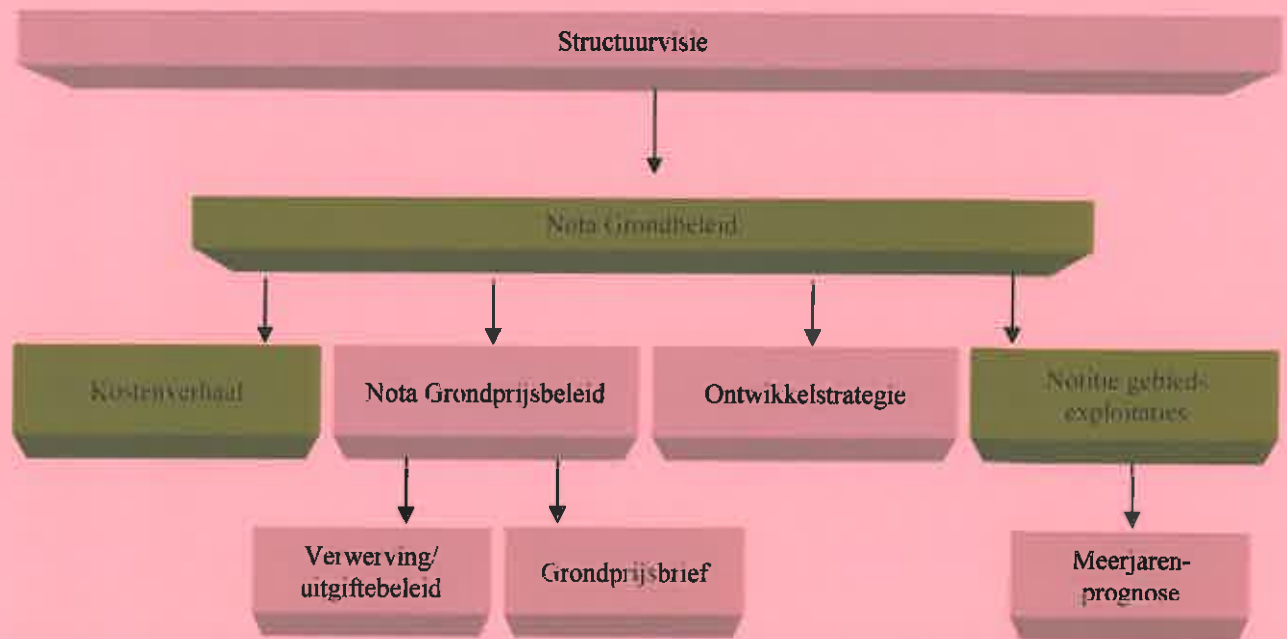 Structuurvisie
Nota Grondbeleid
Kostenverhaal
Nota Grondprijsbeleid
Ontwikkelstrategie
Notitie gebieds
exploitaties
Verwerving/
uitgiftebeleid
Grondprijsbrief
Meerjaren-
prognose